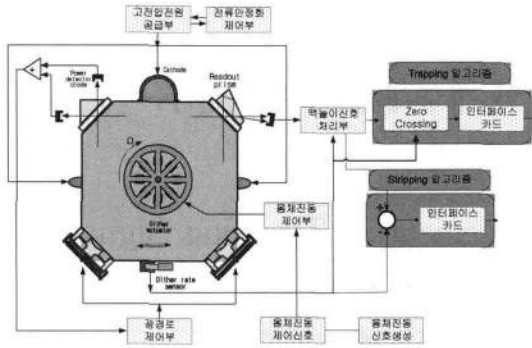 고전압전원
공급부
전류안정화
제어부
Power
detector
diode
Cathode
Readout
prism
맥놀이신호
처리부
Trapping 알고리즘
Zero
Crossing
인터페이스
카드
Stripping 알고리즘
인터페이스
카드
Ω
Dither
actuator
몸체진동
제어부
Dither rate
sensor
광경로
제어부
몸체진동
제어신호
몸체진동
신호생성